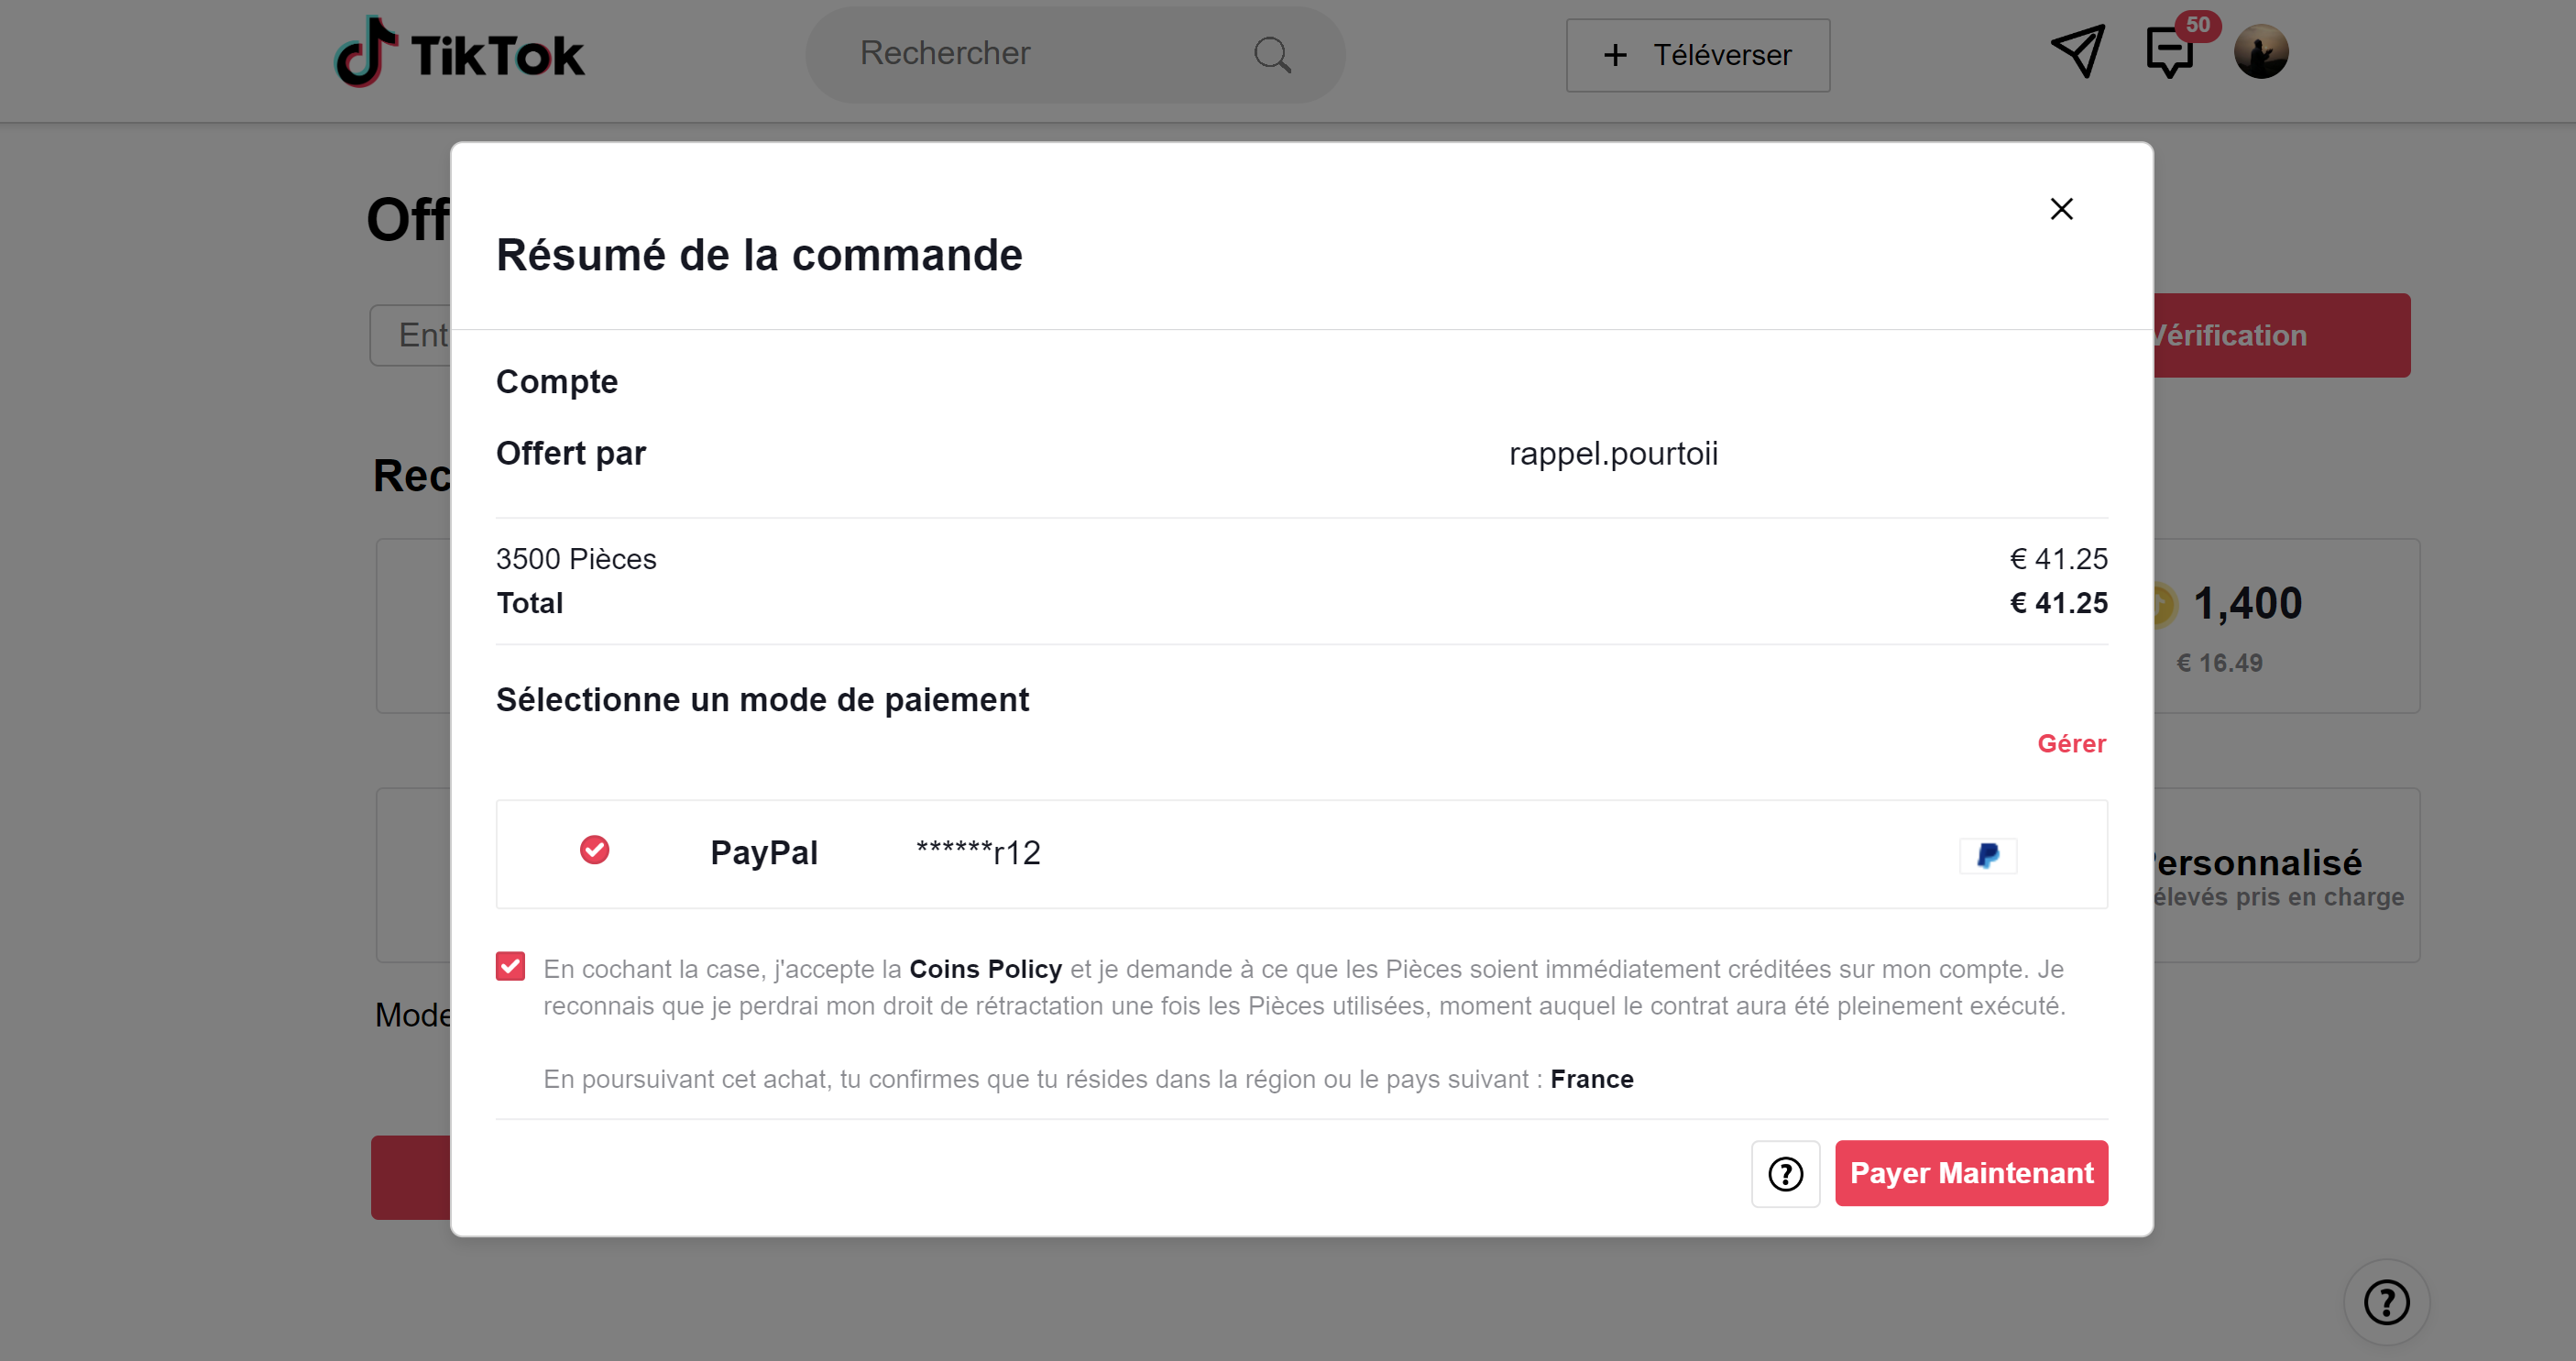 TikTok
Rechercher
+ Téléverser
50
Off
Résumé de la commande
Ent
Vérification
Compte
Offert par rappel.pourtoii
Rec
3500 Pièces € 41.25
Total € 41.25
1,400
€ 16.49
Sélectionne un mode de paiement
Gérer
PayPal ******r12
ersonnalisé
élevés pris en charge
En cochant la case, j'accepte la Coins Policy et je demande à ce que les Pièces soient immédiatement créditées sur mon compte. Je
reconnais que je perdrai mon droit de rétractation une fois les Pièces utilisées, moment auquel le contrat aura été pleinement exécuté.
Mode
En poursuivant cet achat, tu confirmes que tu résides dans la région ou le pays suivant : France
Payer Maintenant